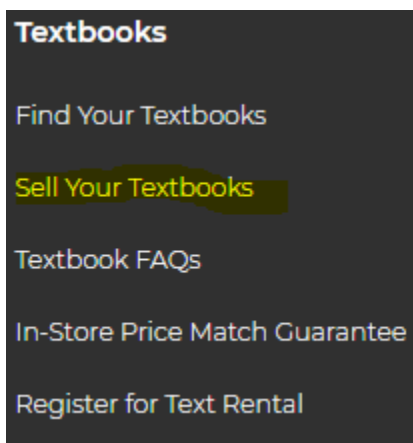 Textbooks
Find Your Textbooks
Sell Your Textbooks
Textbook FAQs
In-Store Price Match Guarantee
Register for Text Rental